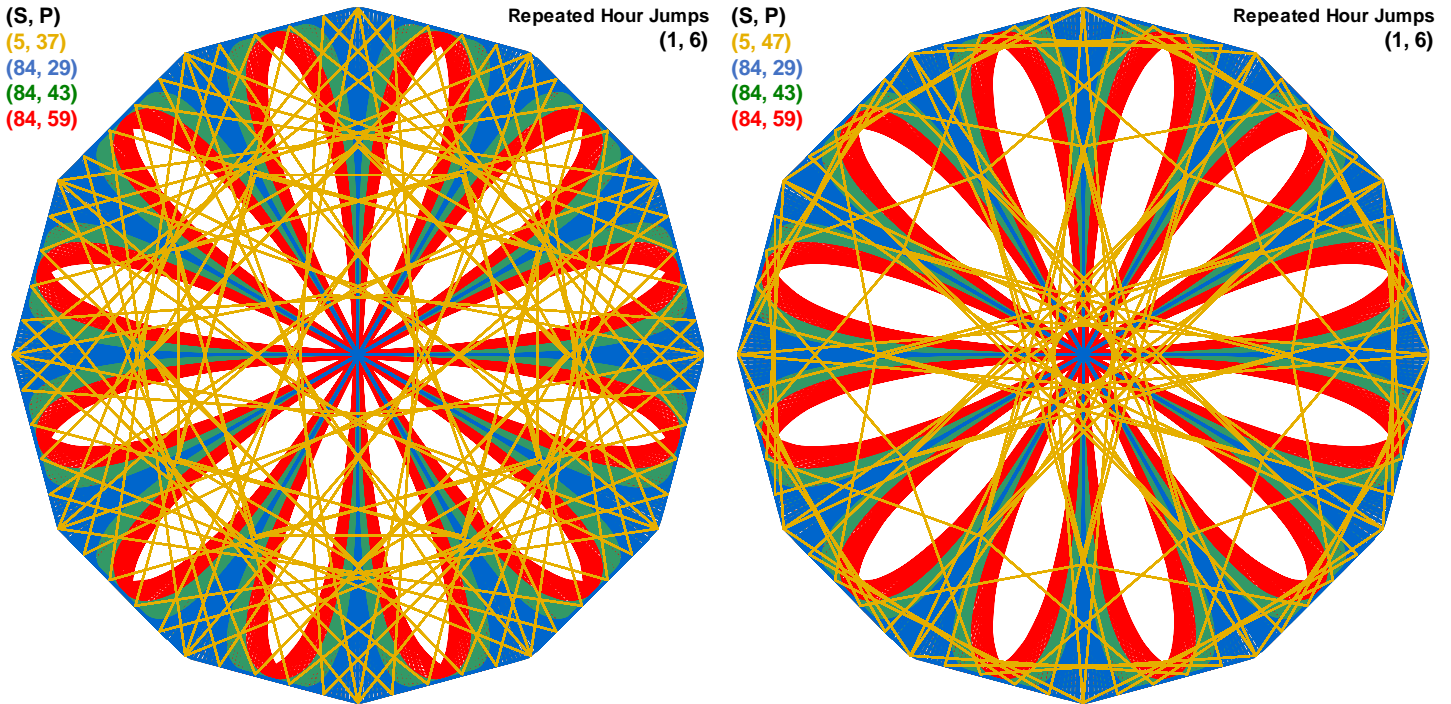 (S, P)
(5, 37)
(84, 29)
(84, 43)
(84, 59)
Repeated Hour Jumps
(1, 6)
(S, P)
(5, 47)
(84, 29)
(84, 43)
(84, 59)
Repeated Hour Jumps
(1, 6)